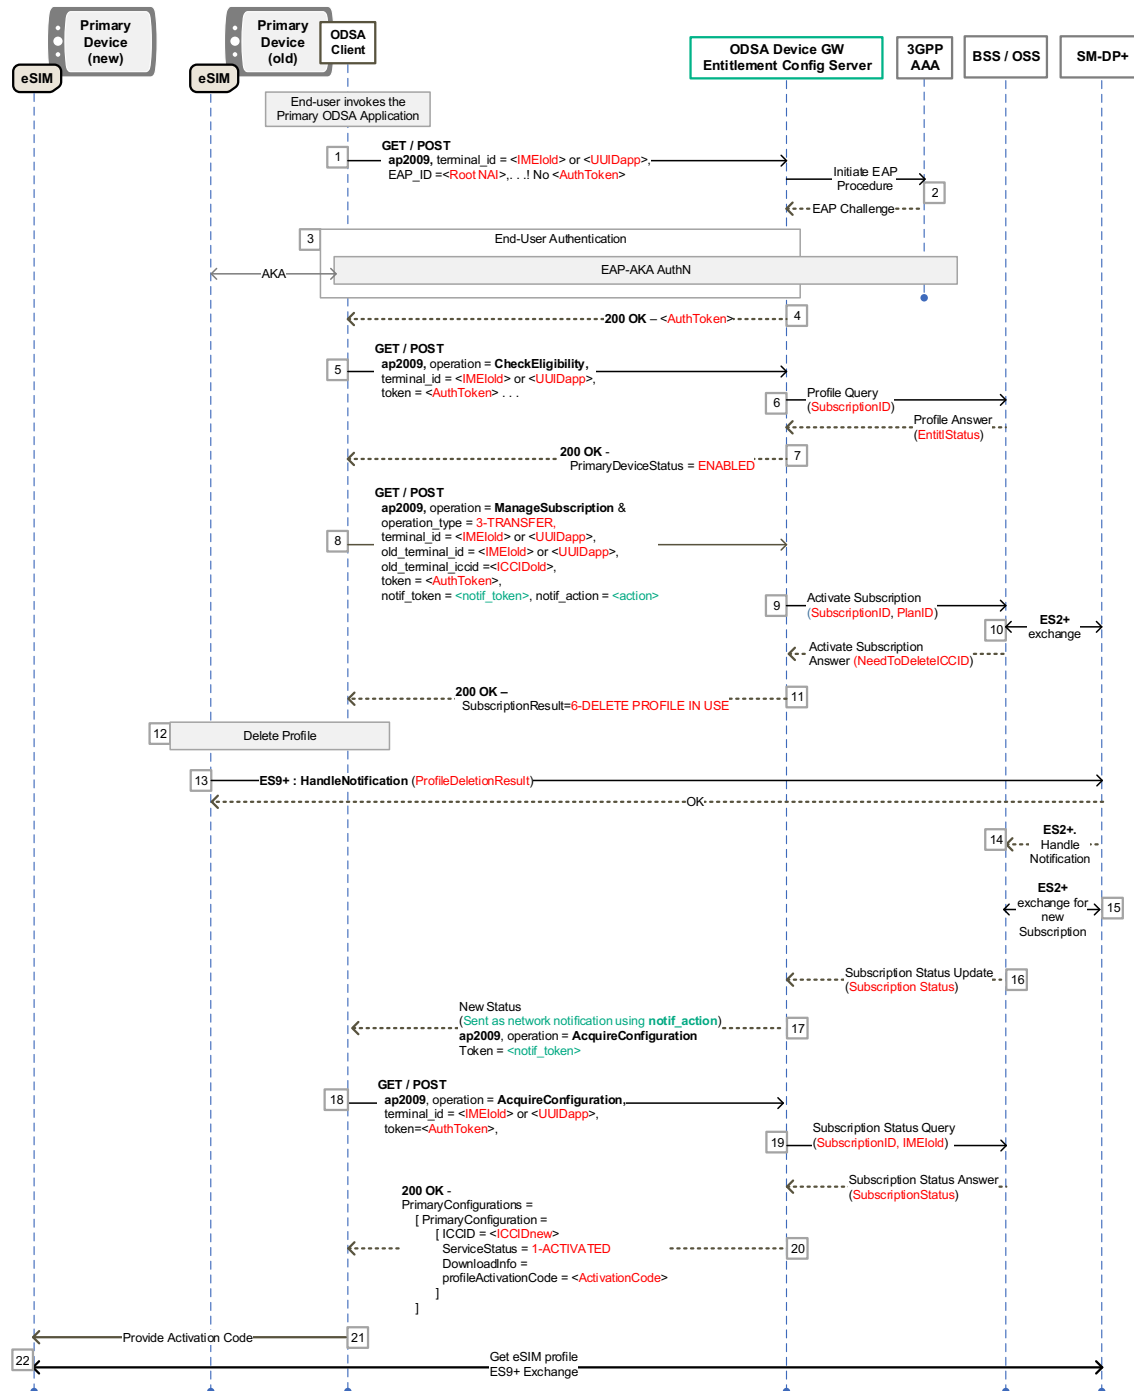 Primary
Device
(new)
Primary
Device
(old)
ODSA
Client
ODSA Device GW
Entitlement Config Server
3GPP
AAA
BSS / OSS
SM-DP+
eSIM
eSIM
End-user invokes the
Primary ODSA Application
1
GET / POST
ap2009, terminal_id = <IMEIold> or <UUIDapp>,
EAP_ID =<Root NAI>,. . .! No <AuthToken>
Initiate EAP
Procedure
2
EAP Challenge
3
End-User Authentication
AKA
EAP-AKA AuthN
200 OK – <AuthToken>
4
GET / POST
5
ap2009, operation = CheckEligibility,
terminal_id = <IMEIold> or <UUIDapp>,
token = <AuthToken> . . .
6
Profile Query
(SubscriptionID)
Profile Answer
(EntitlStatus)
200 OK -
PrimaryDeviceStatus = ENABLED
7
GET / POST
ap2009, operation = ManageSubscription &
operation_type = 3-TRANSFER,
8
terminal_id = <IMEIold> or <UUIDapp>,
old_terminal_id = <IMEIold> or <UUIDapp>,
old_terminal_iccid =<ICCIDold>,
token = <AuthToken>,
notif_token = <notif_token>, notif_action = <action>
9
Activate Subscription
(SubscriptionID, PlanID)
10
ES2+
exchange
Activate Subscription
Answer (NeedToDeleteICCID)
200 OK –
SubscriptionResult=6-DELETE PROFILE IN USE
11
12
Delete Profile
13
ES9+ : HandleNotification (ProfileDeletionResult)
OK
14
ES2+.
Handle
Notification
ES2+
exchange for
new
Subscription
15
Subscription Status Update
(Subscription Status)
16
New Status
(Sent as network notification using notif_action)
ap2009, operation = AcquireConfiguration
Token = <notif_token>
17
GET / POST
18
ap2009, operation = AcquireConfiguration,
terminal_id = <IMEIold> or <UUIDapp>,
token=<AuthToken>,
19
Subscription Status Query
(SubscriptionID, IMEIold)
Subscription Status Answer
(SubscriptionStatus)
200 OK -
PrimaryConfigurations =
[ PrimaryConfiguration =
[ ICCID = <ICCIDnew>
ServiceStatus = 1-ACTIVATED
DownloadInfo =
profileActivationCode = <ActivationCode>
]
]
20
Provide Activation Code
21
22
Get eSIM profile
ES9+ Exchange